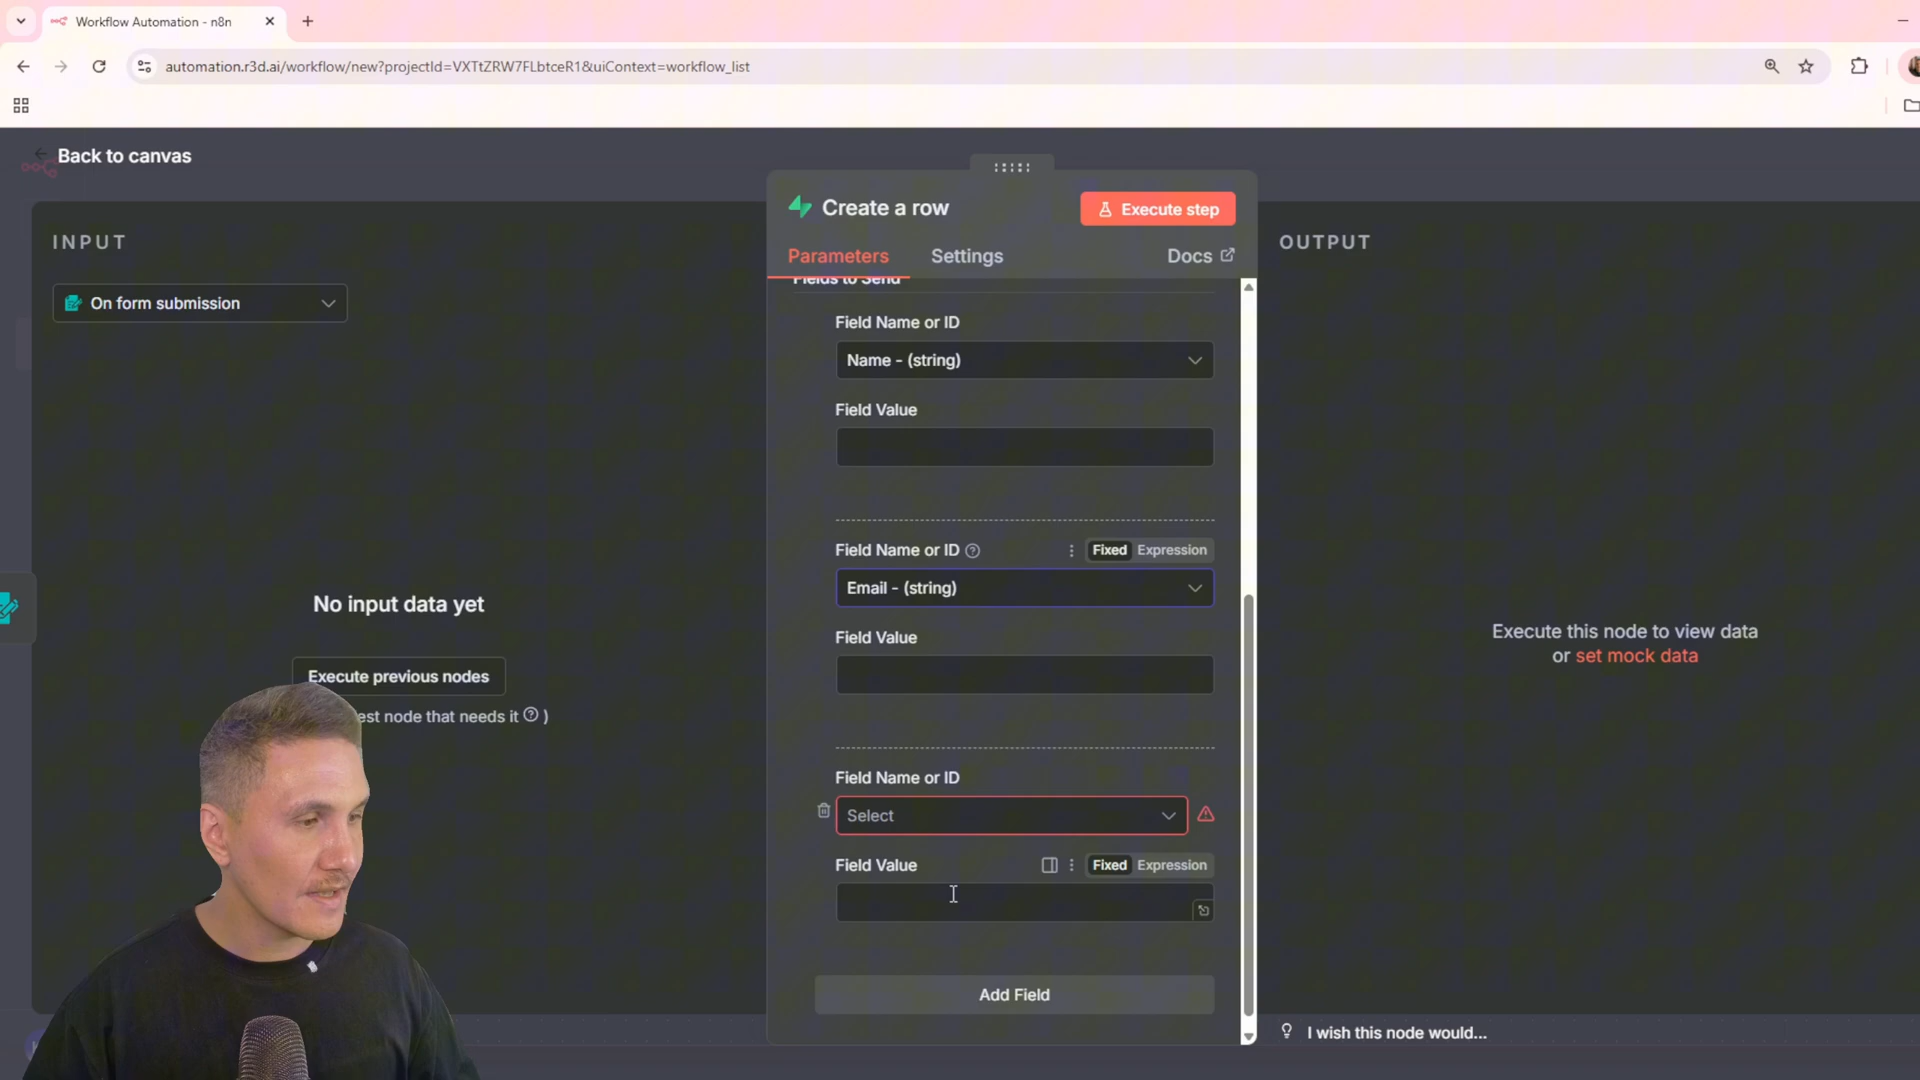 Workflow Automation - n8n
automation.r3d.ai/workflow/new?projectId=VXTtZRW7FLbtceR1&uiContext=workflow_list
Back to canvas
INPUT
On form submission
No input data yet
Execute previous nodes
est node that needs it ? )
Create a row
Execute step
Parameters
Settings
Docs
Fields to Send
Field Name or ID
Name - (string)
Field Value
Field Name or ID ?
Fixed Expression
Email - (string)
Field Value
Field Name or ID
Select
Field Value
Fixed Expression
Add Field
OUTPUT
Execute this node to view data
or set mock data
I wish this node would...